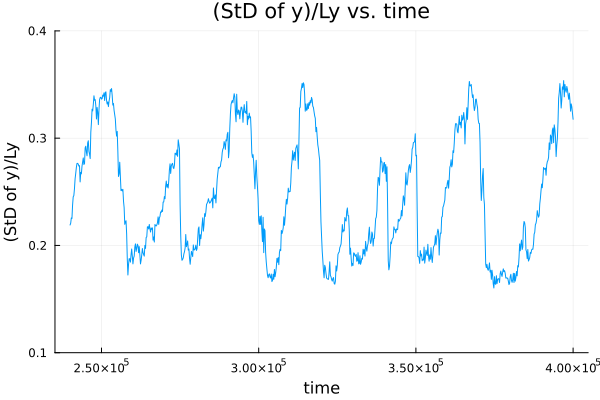 (StD of y)/Ly vs. time
0.4
0.3
0.2
0.1
(StD of y)/Ly
2.50×10⁵ 3.00×10⁵ 3.50×10⁵ 4.00×10⁵
time